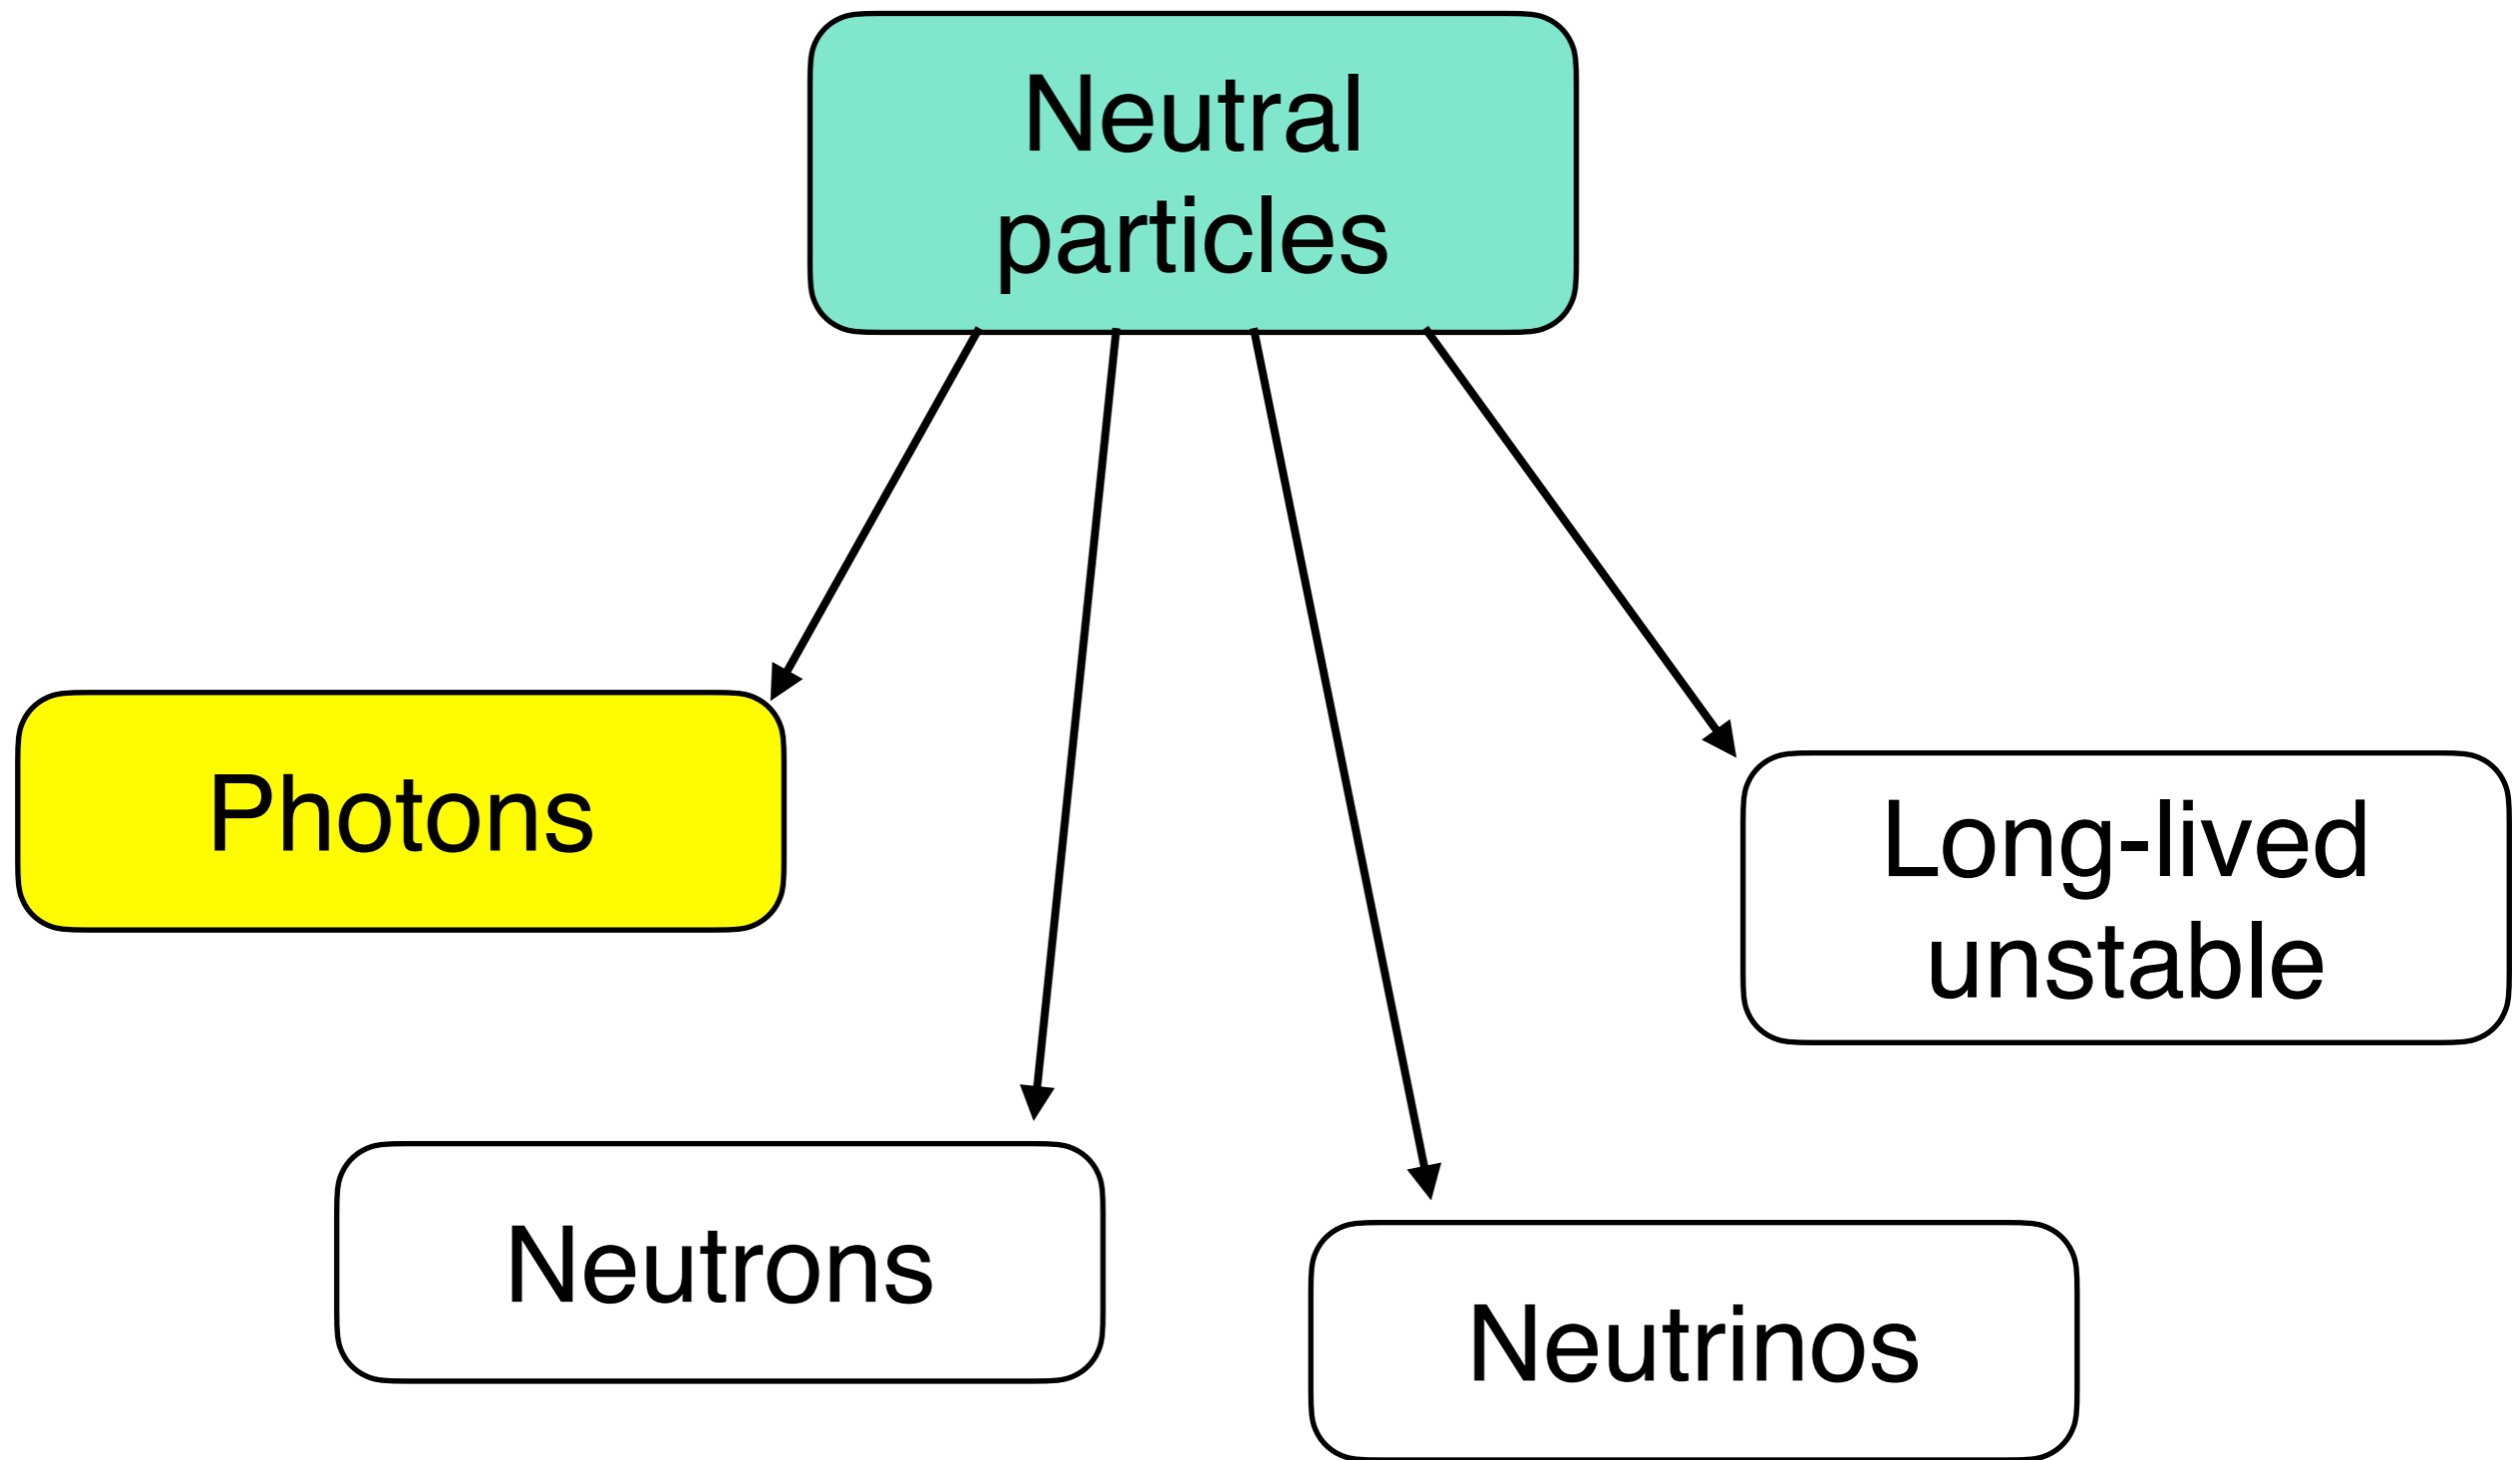 Neutral
particles
Photons
Long-lived
unstable
Neutrons
Neutrinos